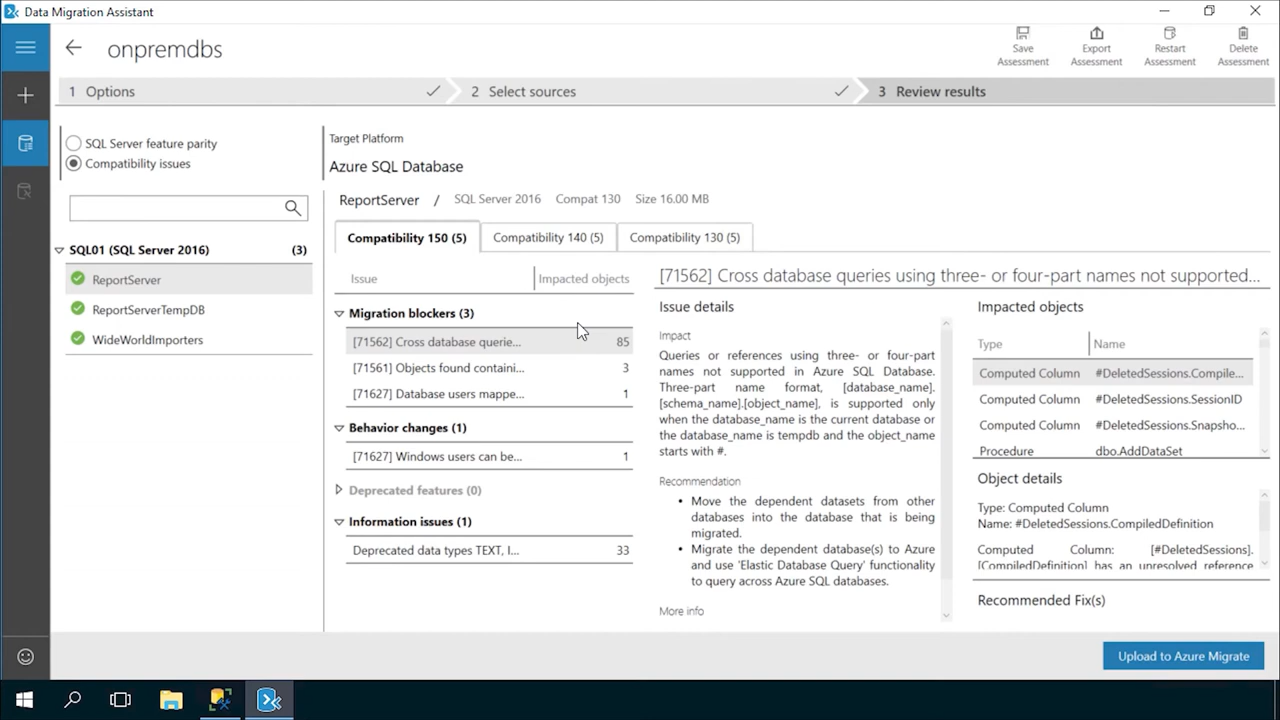 Data Migration Assistant
onpremdbs
Save
Assessment
Export
Assessment
Restart
Assessment
Delete
Assessment
1 Options
2 Select sources
3 Review results
SQL Server feature parity
Compatibility issues
SQL01 (SQL Server 2016) (3)
ReportServer
ReportServerTempDB
WideWorldImporters
Target Platform
Azure SQL Database
ReportServer / SQL Server 2016 Compat 130 Size 16.00 MB
Compatibility 150 (5) Compatibility 140 (5) Compatibility 130 (5)
Issue Impacted objects
Migration blockers (3)
[71562] Cross database querie... 85
[71561] Objects found containi... 3
[71627] Database users mappe... 1
Behavior changes (1)
[71627] Windows users can be... 1
Deprecated features (0)
Information issues (1)
Deprecated data types TEXT, I... 33
[71562] Cross database queries using three- or four-part names not supported...
Issue details
Impact
Queries or references using three- or four-part
names not supported in Azure SQL Database.
Three-part name format, [database_name].
[schema_name].[object_name], is supported only
when the database_name is the current database or
the database_name is tempdb and the object_name
starts with #.
Recommendation
• Move the dependent datasets from other
databases into the database that is being
migrated.
• Migrate the dependent database(s) to Azure
and use 'Elastic Database Query' functionality
to query across Azure SQL databases.
More info
Impacted objects
Type Name
Computed Column #DeletedSessions.Compile...
Computed Column #DeletedSessions.SessionID
Computed Column #DeletedSessions.Snapsho...
Procedure dbo.AddDataSet
Object details
Type: Computed Column
Name: #DeletedSessions.CompiledDefinition
Computed Column: [#DeletedSessions].
[CompiledDefinition] has an unresolved reference
Recommended Fix(s)
Upload to Azure Migrate